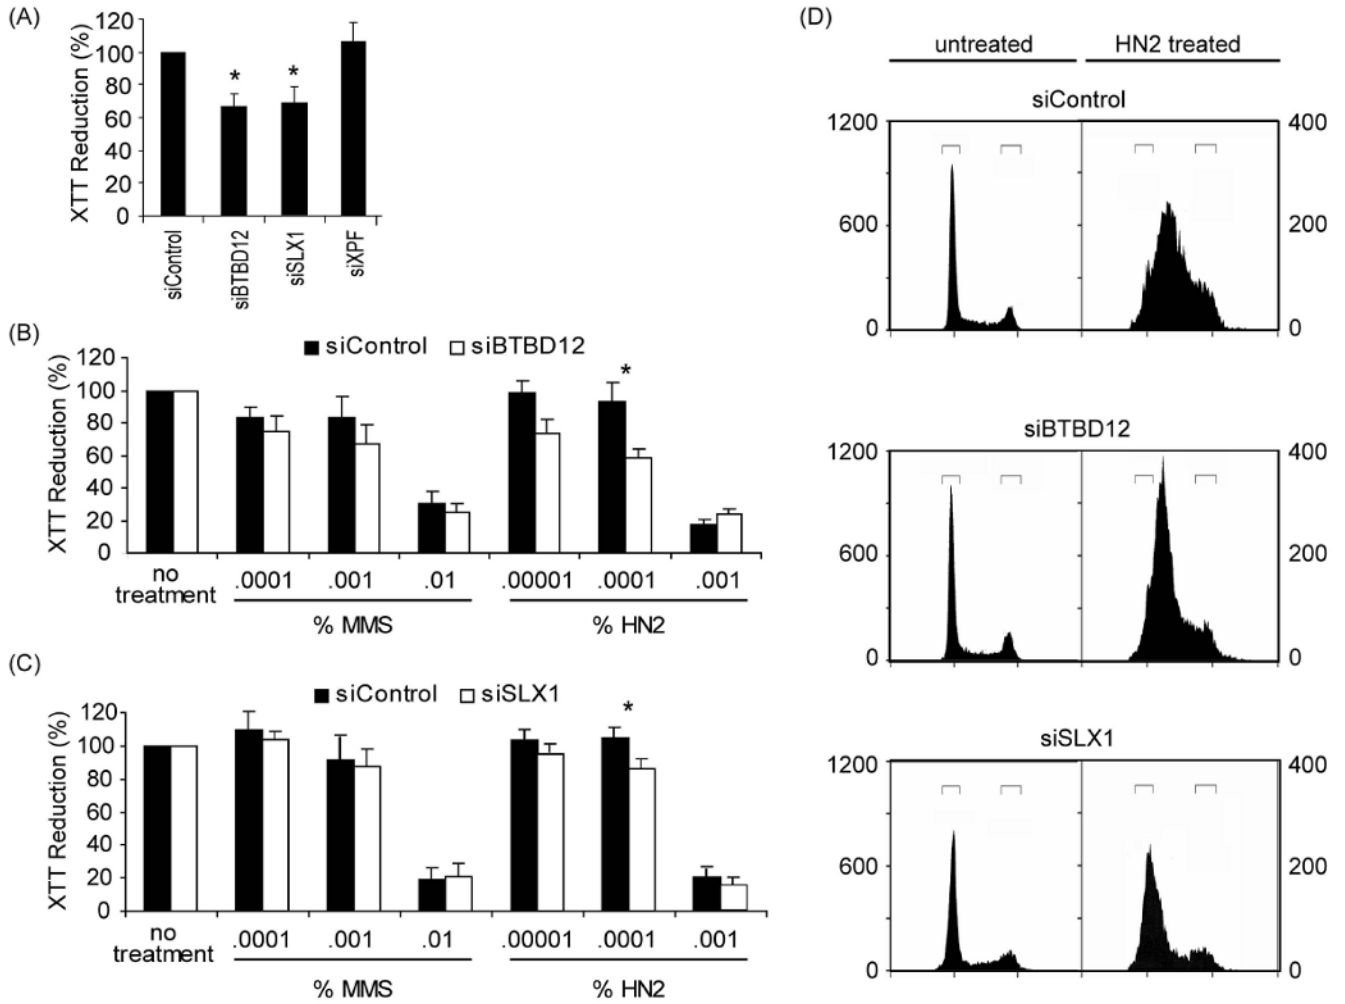 (A)
XTT Reduction (%)
120
100
80
60
40
20
0
* *
siControl
siBTBD12
siSLX1
siXPF
(B)
siControl siBTBD12
XTT Reduction (%)
120
100
80
60
40
20
0
*
no treatment
.0001 .001 .01 .00001 .0001 .001
% MMS % HN2
(C)
siControl siSLX1
XTT Reduction (%)
120
100
80
60
40
20
0
*
no treatment
.0001 .001 .01 .00001 .0001 .001
% MMS % HN2
(D)
untreated HN2 treated
siControl
1200 400
600 200
0 0
siBTBD12
1200 400
600 200
0 0
siSLX1
1200 400
600 200
0 0